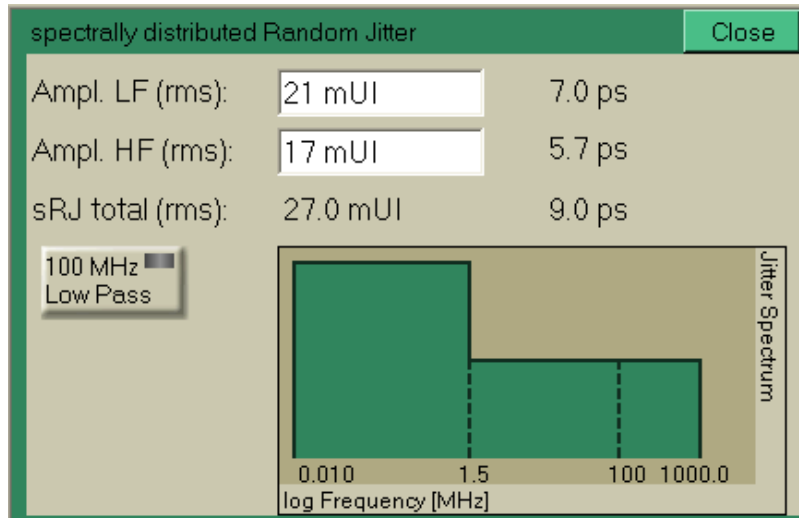 spectrally distributed Random Jitter Close
Ampl. LF (rms): 21 mUI 7.0 ps
Ampl. HF (rms): 17 mUI 5.7 ps
sRJ total (rms): 27.0 mUI 9.0 ps
100 MHz
Low Pass
Jitter Spectrum
0.010 1.5 100 1000.0
log Frequency [MHz]